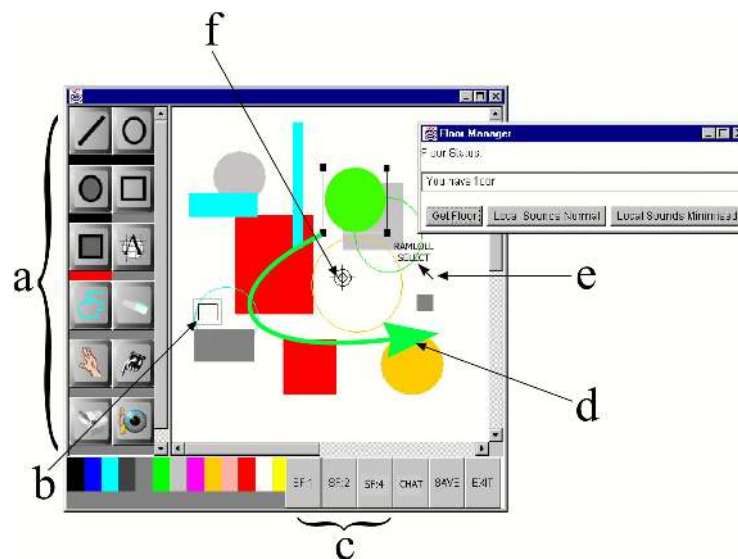 f
Floor Manager
Floor Status:
You have floor
Get Floor
Local Sounds Normal
Local Sounds Minimised
RAMLOLL
SELECT
a
e
d
b
SF:1
SF:2
SF:4
CHAT
SAVE
EXIT
c